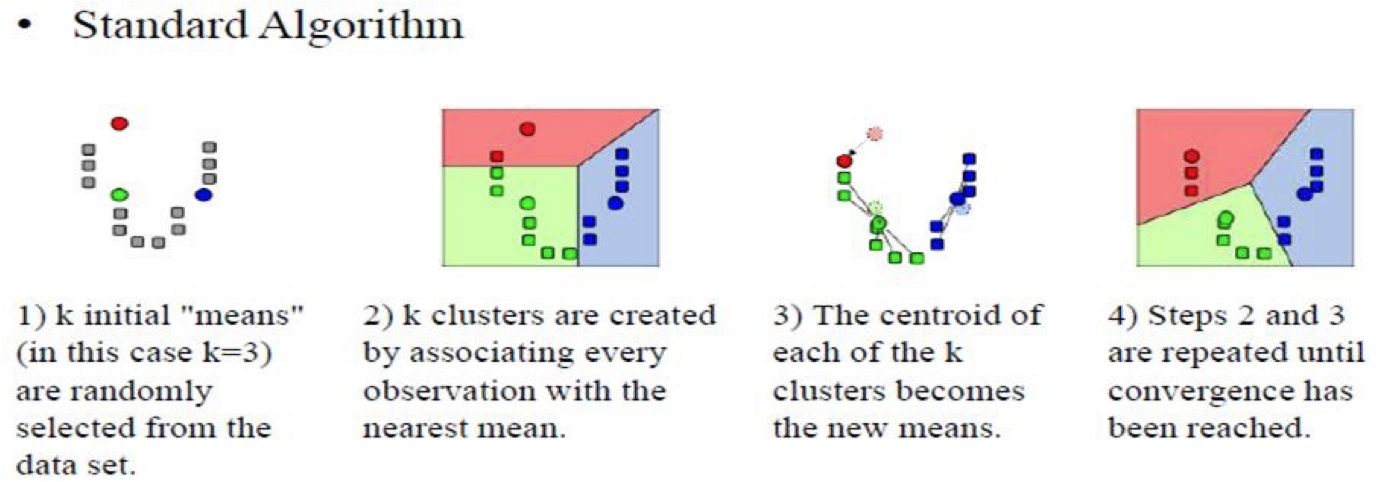 • Standard Algorithm
1) k initial "means"
(in this case k=3)
are randomly
selected from the
data set.
2) k clusters are created
by associating every
observation with the
nearest mean.
3) The centroid of
each of the k
clusters becomes
the new means.
4) Steps 2 and 3
are repeated until
convergence has
been reached.